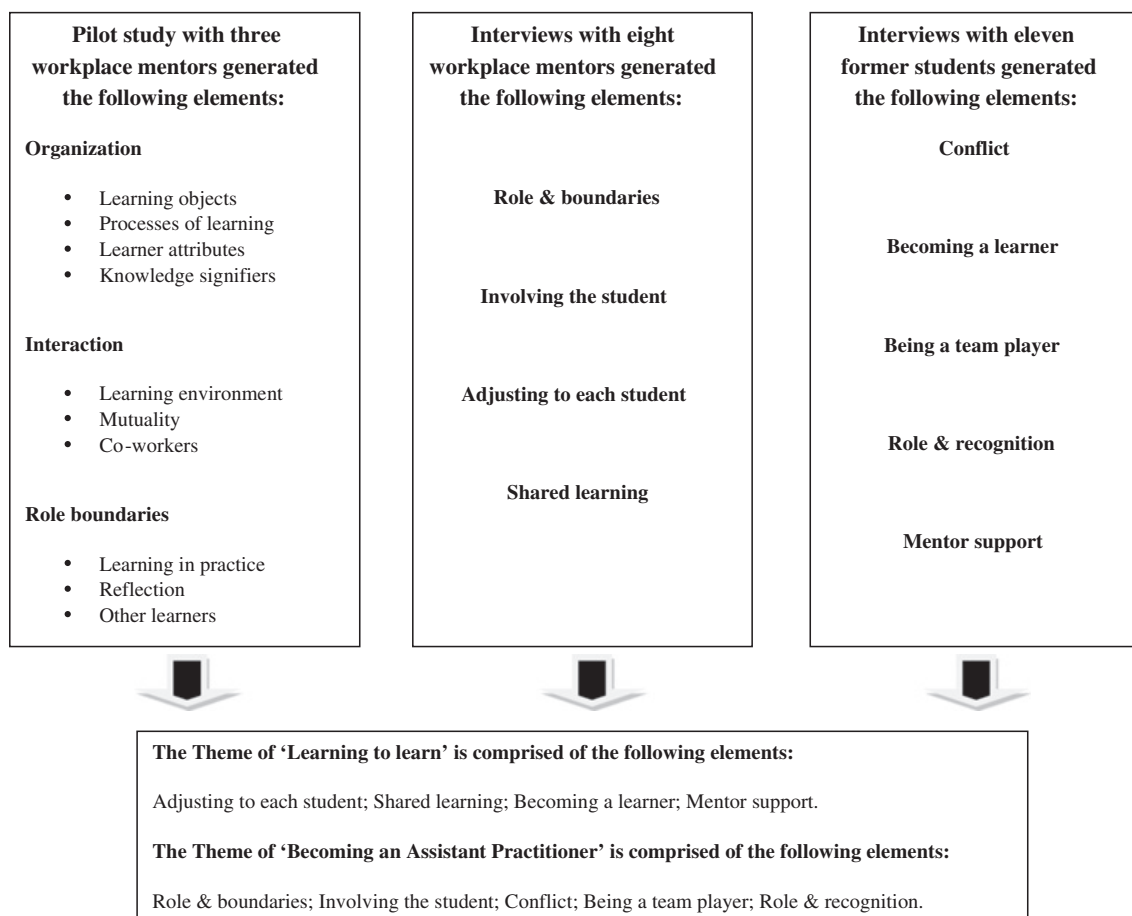 Pilot study with three
workplace mentors generated
the following elements:
Organization
• Learning objects
• Processes of learning
• Learner attributes
• Knowledge signifiers
Interaction
• Learning environment
• Mutuality
• Co-workers
Role boundaries
• Learning in practice
• Reflection
• Other learners
Interviews with eight
workplace mentors generated
the following elements:
Role & boundaries
Involving the student
Adjusting to each student
Shared learning
Interviews with eleven
former students generated
the following elements:
Conflict
Becoming a learner
Being a team player
Role & recognition
Mentor support
The Theme of ‘Learning to learn’ is comprised of the following elements:
Adjusting to each student; Shared learning; Becoming a learner; Mentor support.
The Theme of ‘Becoming an Assistant Practitioner’ is comprised of the following elements:
Role & boundaries; Involving the student; Conflict; Being a team player; Role & recognition.